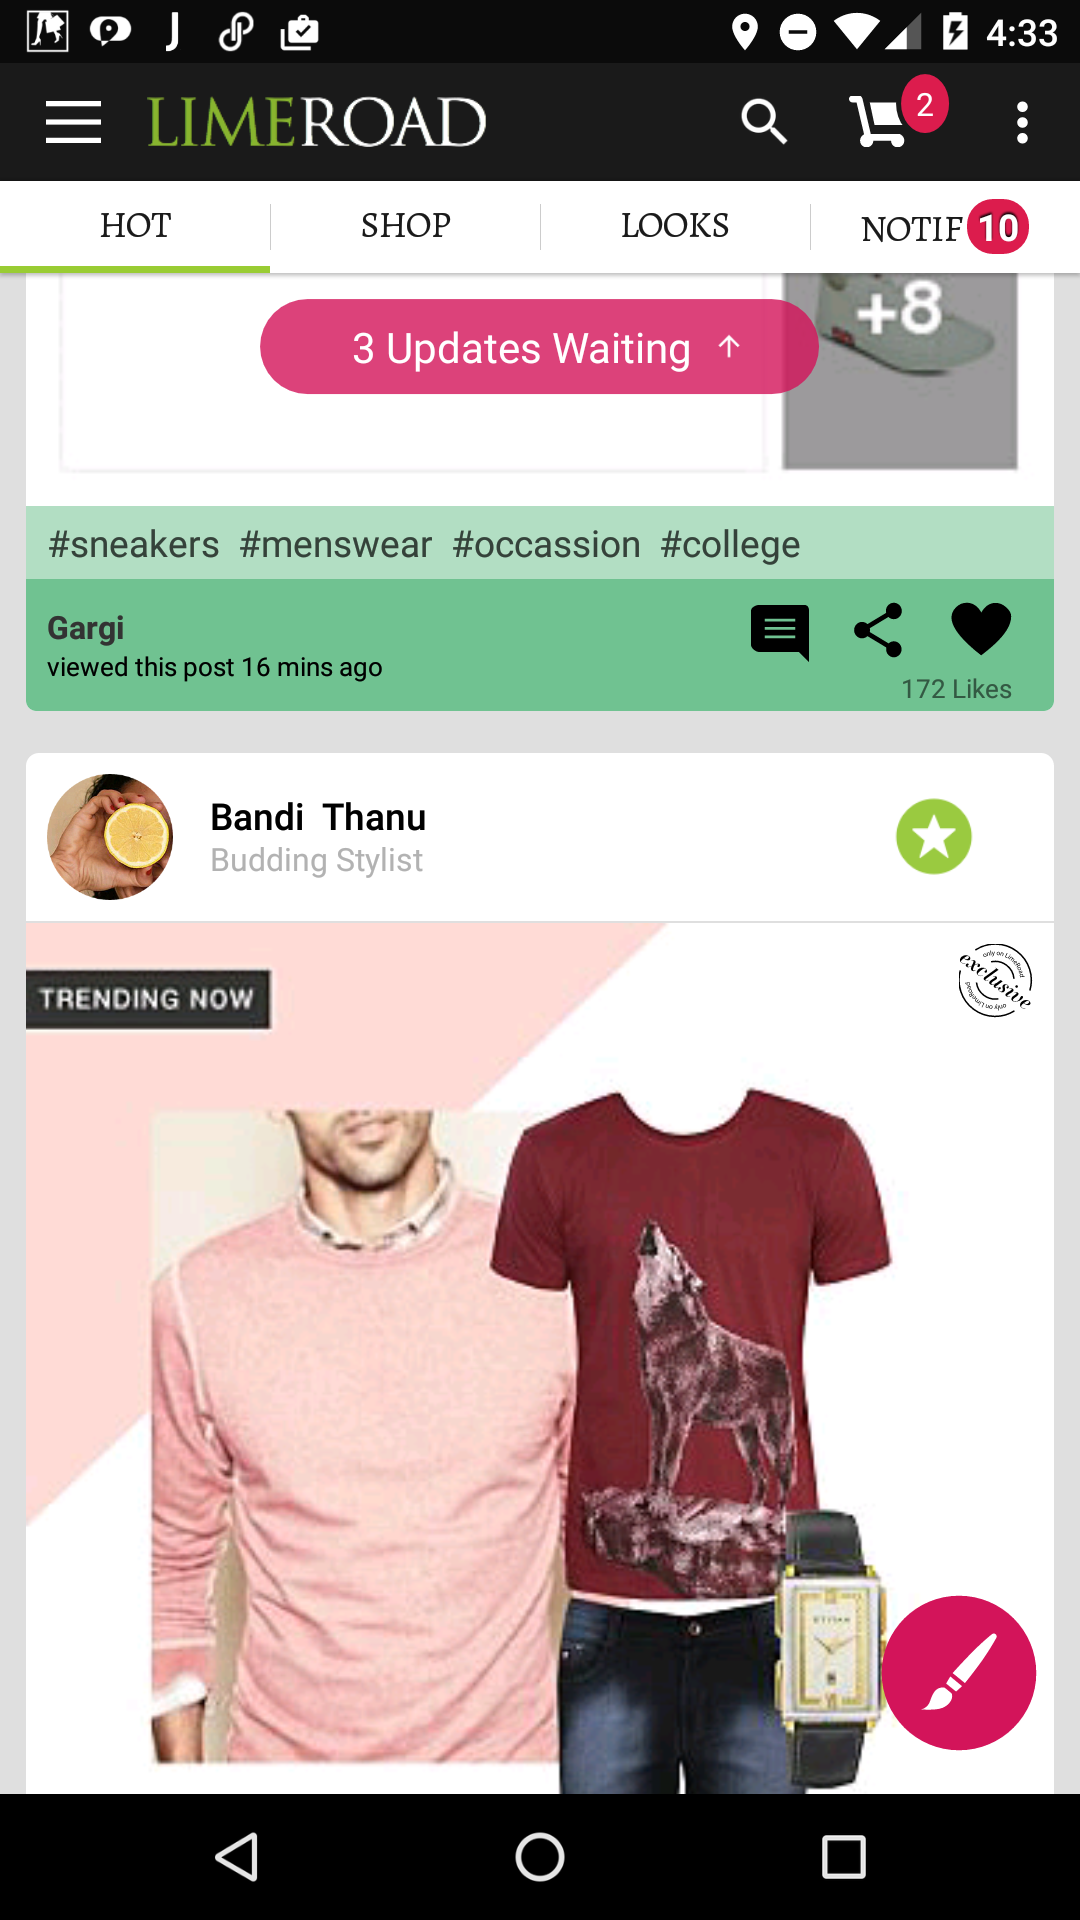 4:33
LIMEROAD
2
HOT
SHOP
LOOKS
NOTIF 10
+8
3 Updates Waiting ↑
#sneakers #menswear #occassion #college
Gargi
viewed this post 16 mins ago
172 Likes
Bandi Thanu
Budding Stylist
TRENDING NOW
only on LimeRoad
exclusive
only on LimeRoad
TITAN